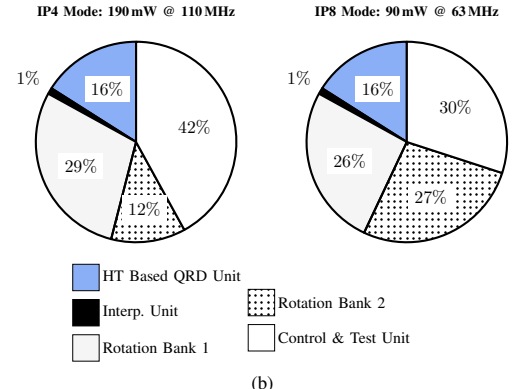 IP4 Mode: 190 mW @ 110 MHz
IP8 Mode: 90 mW @ 63 MHz
1%
16%
42%
29%
12%
1%
16%
30%
26%
27%
HT Based QRD Unit
Interp. Unit
Rotation Bank 1
Rotation Bank 2
Control & Test Unit
(b)